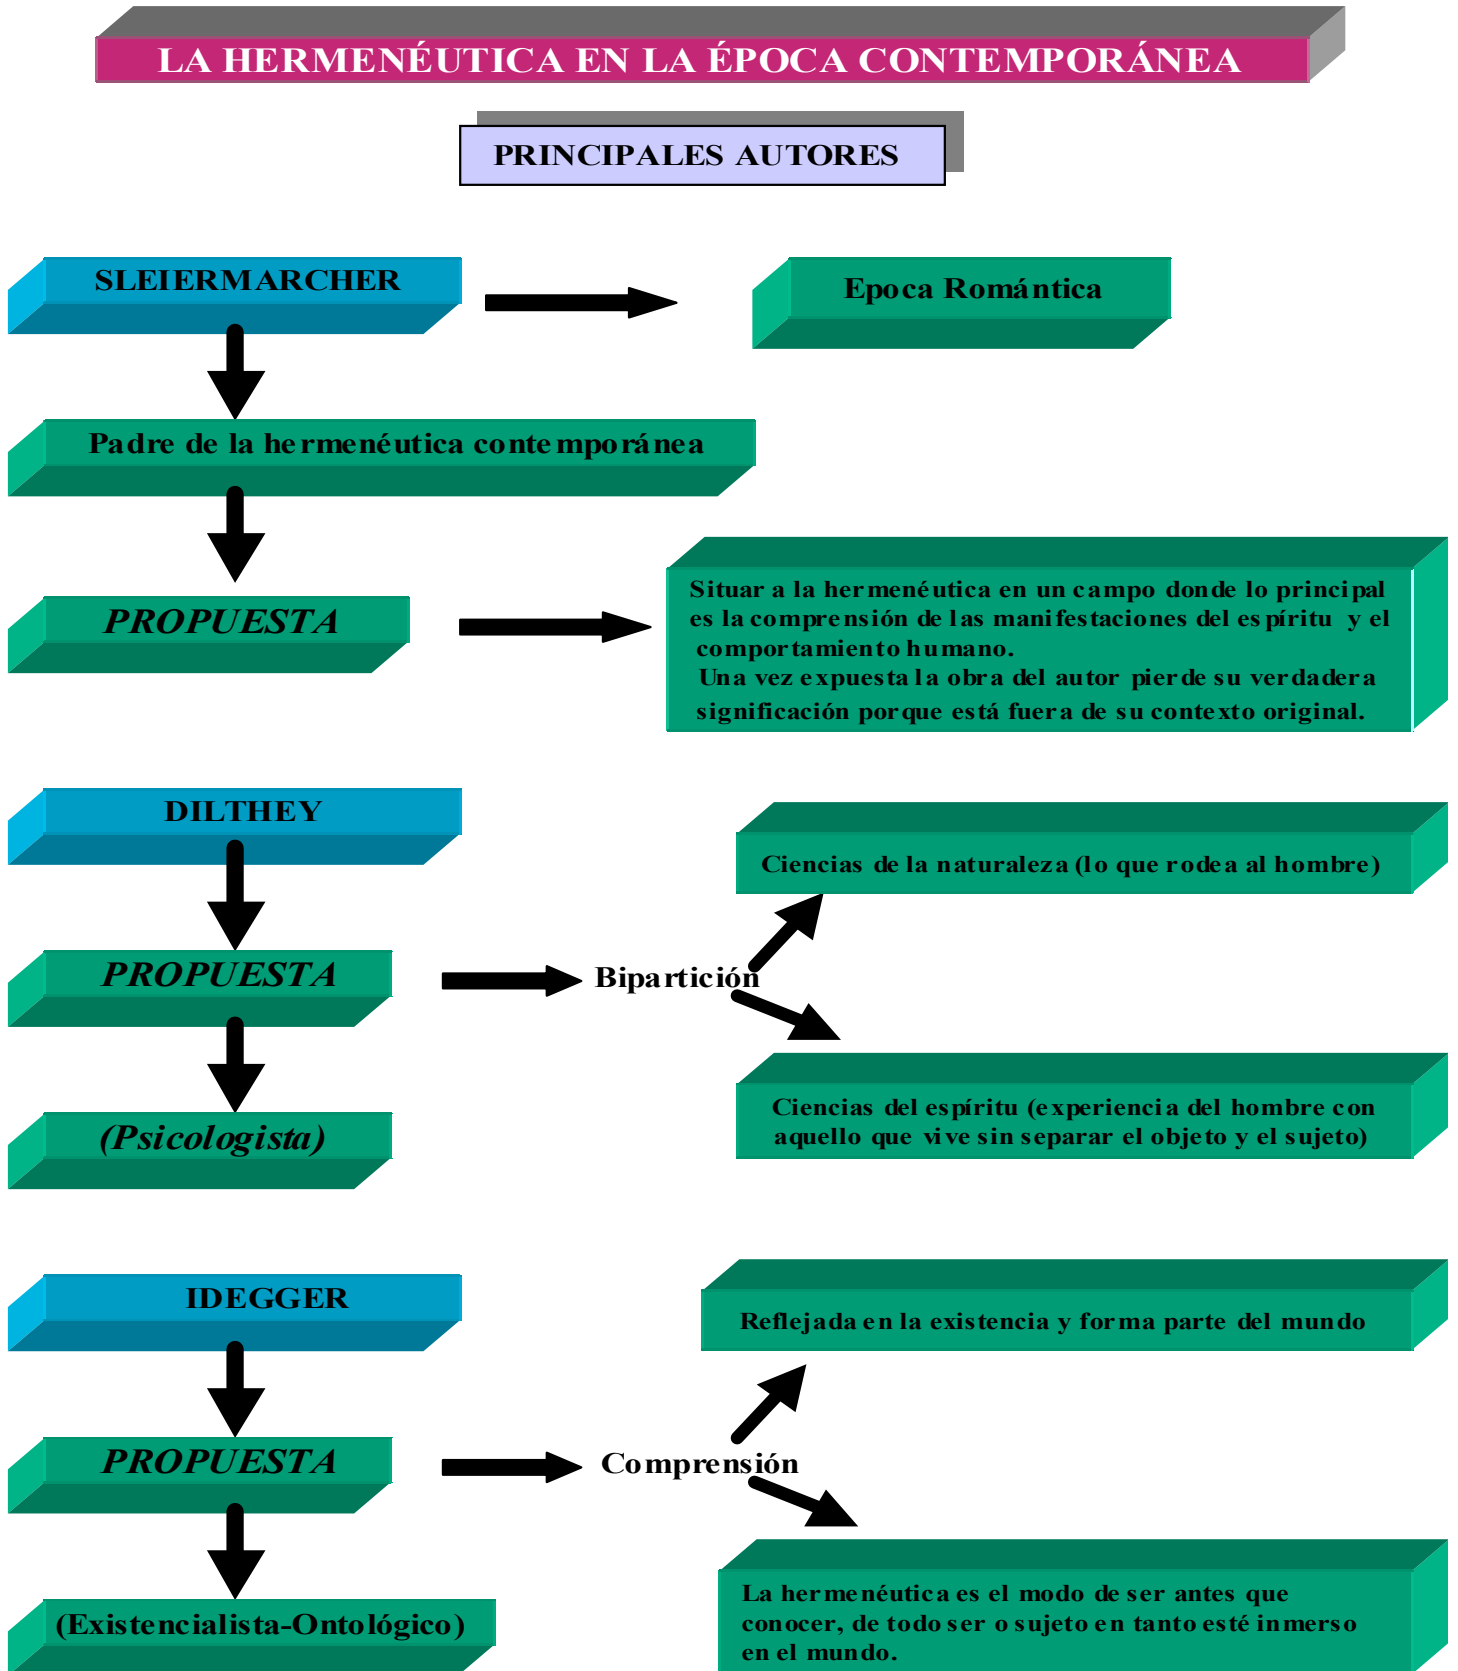 LA HERMENÉUTICA EN LA ÉPOCA CONTEMPORÁNEA
PRINCIPALES AUTORES
SLEIERMARCHER
Epoca Romántica
Padre de la hermenéutica contemporánea
PROPUESTA
Situar a la hermenéutica en un campo donde lo principal
es la comprensión de las manifestaciones del espíritu y el
comportamiento humano.
Una vez expuesta la obra del autor pierde su verdadera
significación porque está fuera de su contexto original.
DILTHEY
Ciencias de la naturaleza (lo que rodea al hombre)
PROPUESTA
Bipartición
Ciencias del espíritu (experiencia del hombre con
aquello que vive sin separar el objeto y el sujeto)
(Psicologista)
IDEGGER
Reflejada en la existencia y forma parte del mundo
PROPUESTA
Comprensión
La hermenéutica es el modo de ser antes que
conocer, de todo ser o sujeto en tanto esté inmerso
en el mundo.
(Existencialista-Ontológico)